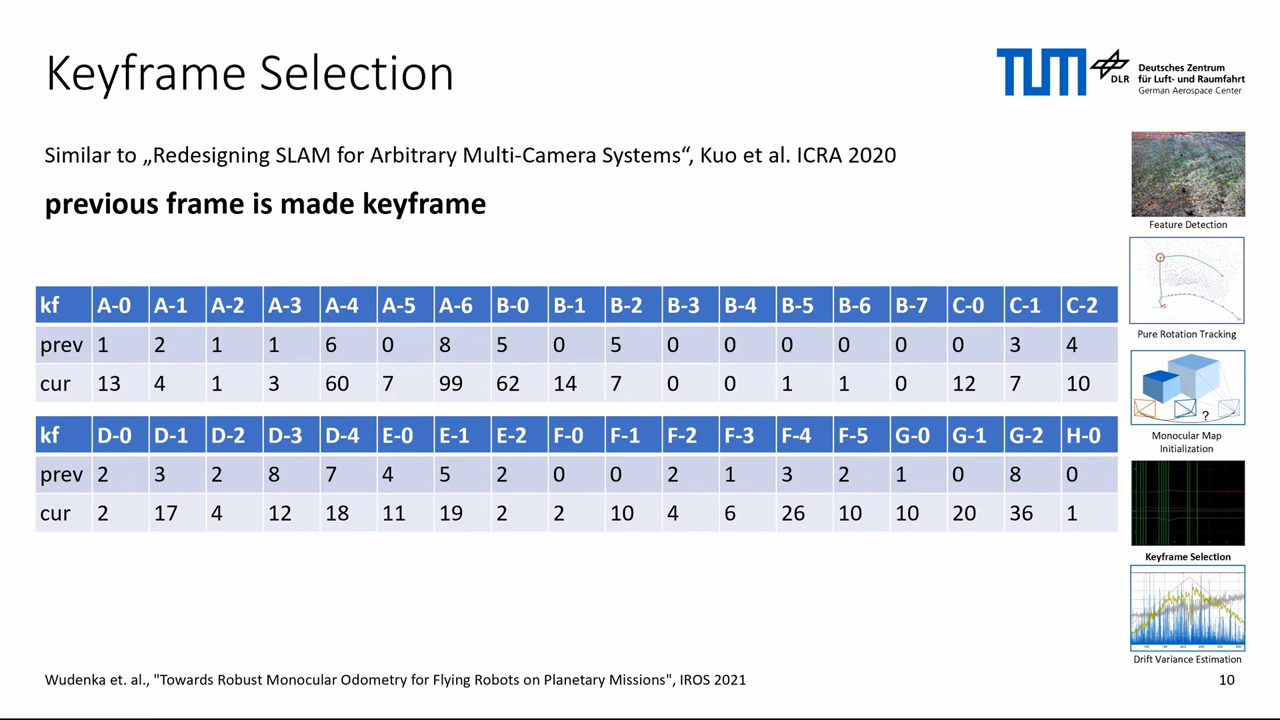 Keyframe Selection
TUM
DLR
Deutsches Zentrum
für Luft- und Raumfahrt
German Aerospace Center
Similar to „Redesigning SLAM for Arbitrary Multi-Camera Systems“, Kuo et al. ICRA 2020
previous frame is made keyframe
kf A-0 A-1 A-2 A-3 A-4 A-5 A-6 B-0 B-1 B-2 B-3 B-4 B-5 B-6 B-7 C-0 C-1 C-2
prev 1 2 1 1 6 0 8 5 0 5 0 0 0 0 0 0 3 4
cur 13 4 1 3 60 7 99 62 14 7 0 0 1 1 0 12 7 10
kf D-0 D-1 D-2 D-3 D-4 E-0 E-1 E-2 F-0 F-1 F-2 F-3 F-4 F-5 G-0 G-1 G-2 H-0
prev 2 3 2 8 7 4 5 2 0 0 2 1 3 2 1 0 8 0
cur 2 17 4 12 18 11 19 2 2 10 4 6 26 10 10 20 36 1
Feature Detection
Pure Rotation Tracking
?
Monocular Map
Initialization
Keyframe Selection
Drift Variance Estimation
Wudenka et. al., "Towards Robust Monocular Odometry for Flying Robots on Planetary Missions", IROS 2021
10